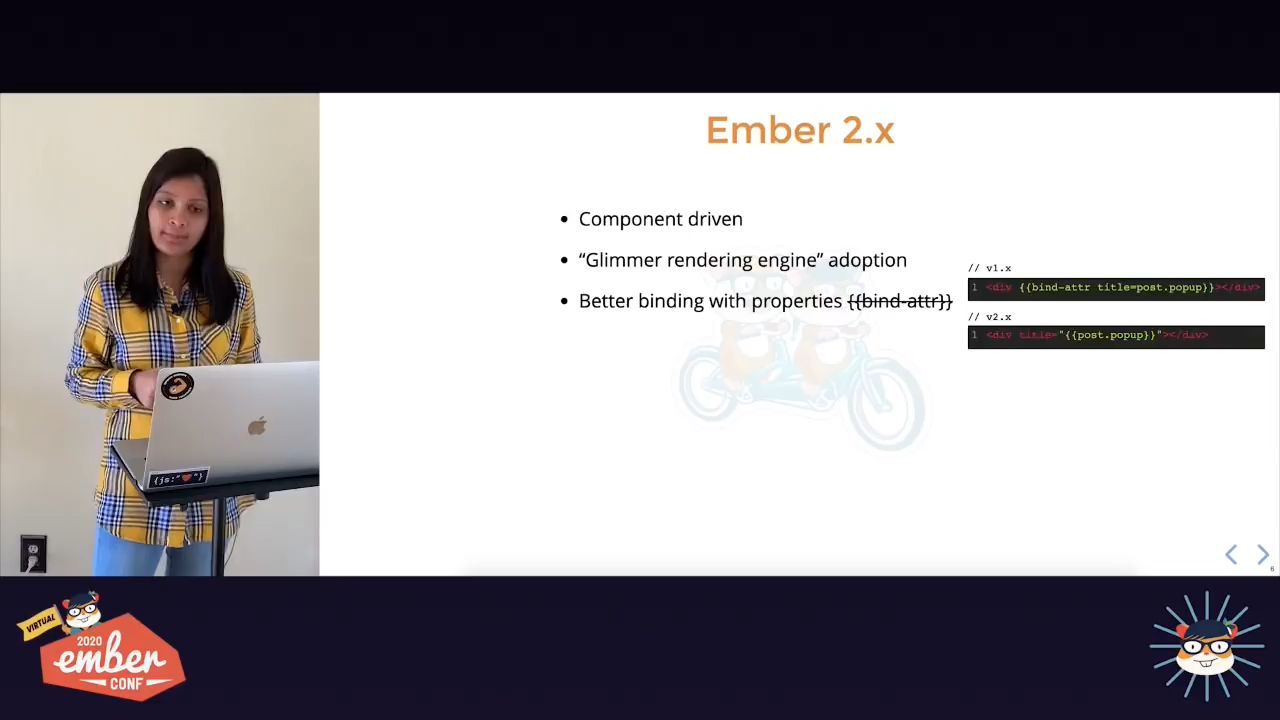 Ember 2.x
Component driven
“Glimmer rendering engine” adoption
Better binding with properties {{bind-attr}}
// v1.x
1 <div {{bind-attr title=post.popup}}></div>
// v2.x
1 <div title="{{post.popup}}"></div>
6
{js:"❤"}
VIRTUAL
2020
ember
CONF